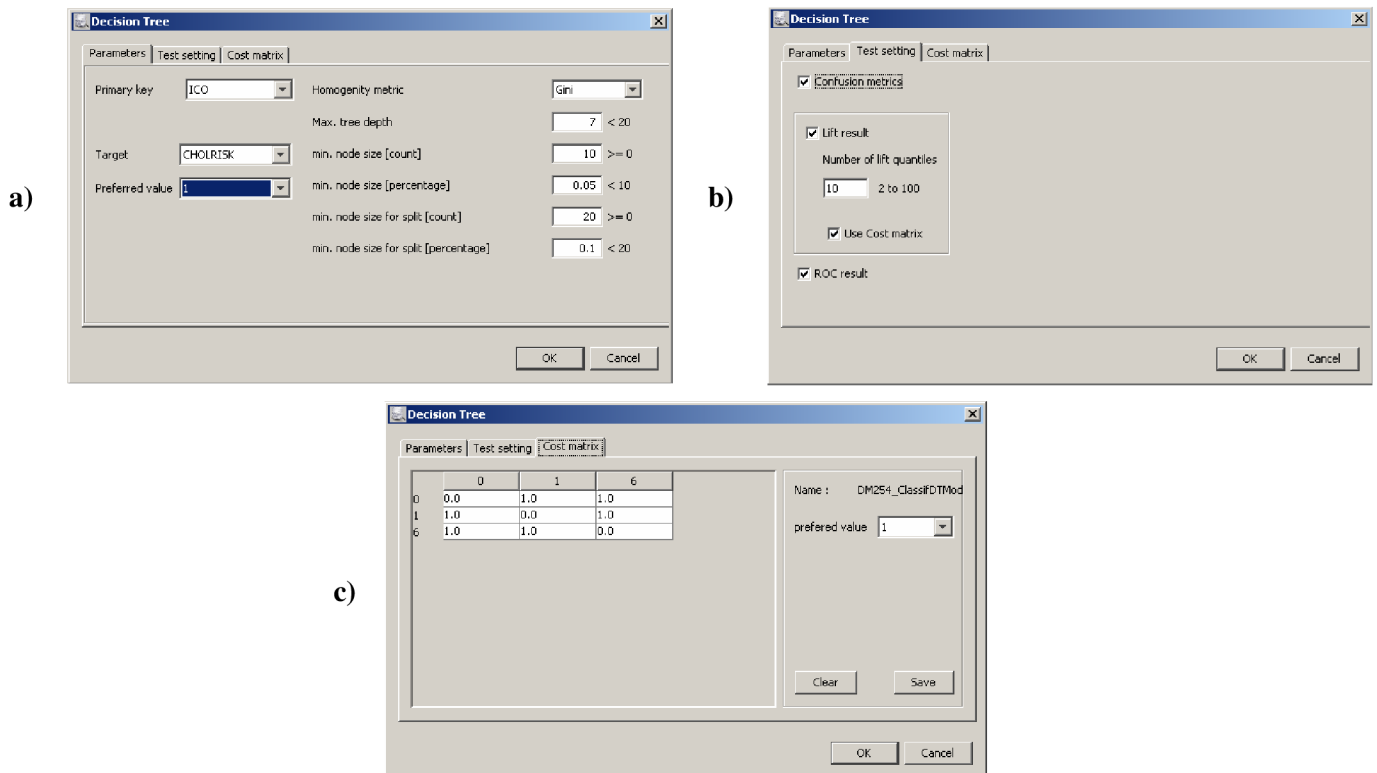 Decision Tree
Parameters Test setting Cost matrix
Primary key ICO Homogenity metric Gini
Max. tree depth 7 < 20
Target CHOLRISK min. node size [count] 10 >= 0
Preferred value 1 min. node size [percentage] 0.05 < 10
min. node size for split [count] 20 >= 0
min. node size for split [percentage] 0.1 < 20
OK Cancel
a)
Decision Tree
Parameters Test setting Cost matrix
Confusion metrics
Lift result
Number of lift quantiles
10 2 to 100
Use Cost matrix
ROC result
OK Cancel
b)
Decision Tree
Parameters Test setting Cost matrix
0 1 6
0 0.0 1.0 1.0
1 1.0 0.0 1.0
6 1.0 1.0 0.0
Name : DM254_ClassifDTMod
prefered value 1
Clear Save
OK Cancel
c)